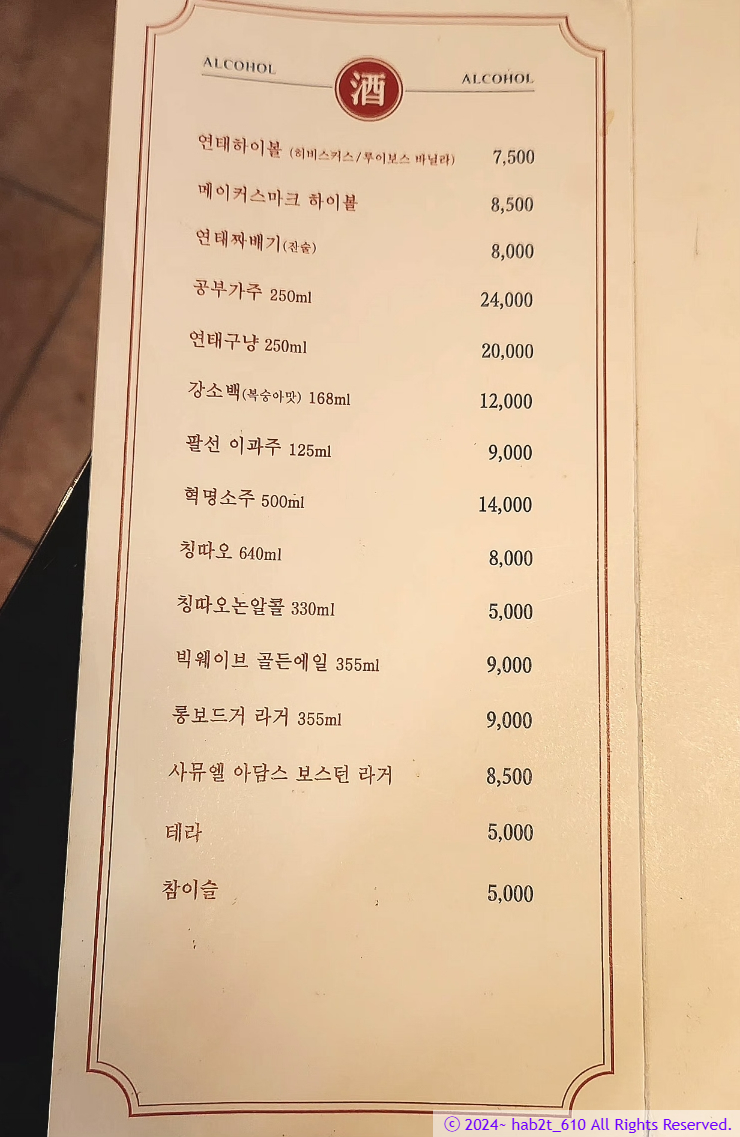 ALCOHOL 酒 ALCOHOL
연태하이볼 (히비스커스/루이보스 바닐라) 7,500
메이커스마크 하이볼 8,500
연태짜배기(잔술) 8,000
공부가주 250ml 24,000
연태구냥 250ml 20,000
강소백(복숭아맛) 168ml 12,000
팔선 이과주 125ml 9,000
혁명소주 500ml 14,000
칭따오 640ml 8,000
칭따오논알콜 330ml 5,000
빅웨이브 골든에일 355ml 9,000
롱보드거 라거 355ml 9,000
사뮤엘 아담스 보스턴 라거 8,500
테라 5,000
참이슬 5,000
ⓒ 2024~ hab2t_610 All Rights Reserved.